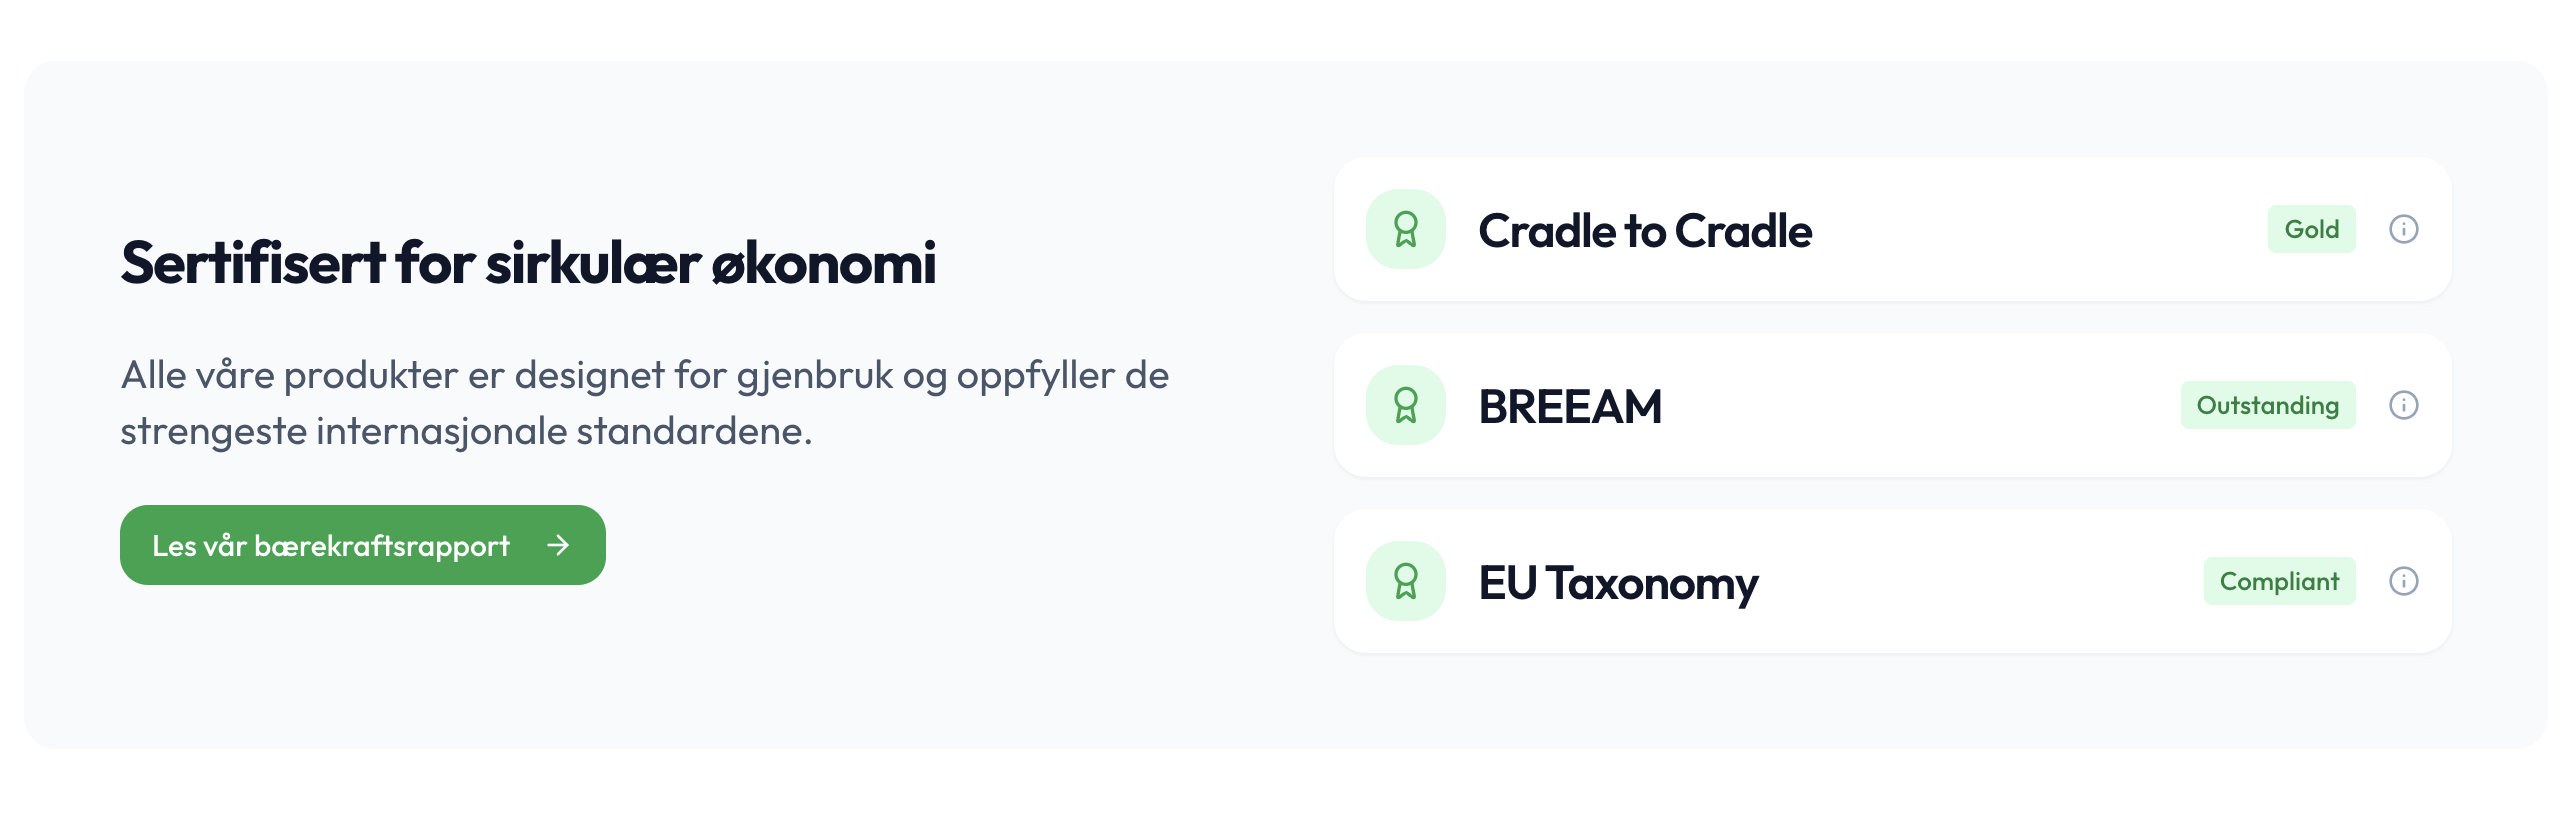 Sertifisert for sirkulær økonomi
Alle våre produkter er designet for gjenbruk og oppfyller de
strengeste internasjonale standardene.
Les vår bærekraftsrapport
Cradle to Cradle
Gold
BREEAM
Outstanding
EU Taxonomy
Compliant